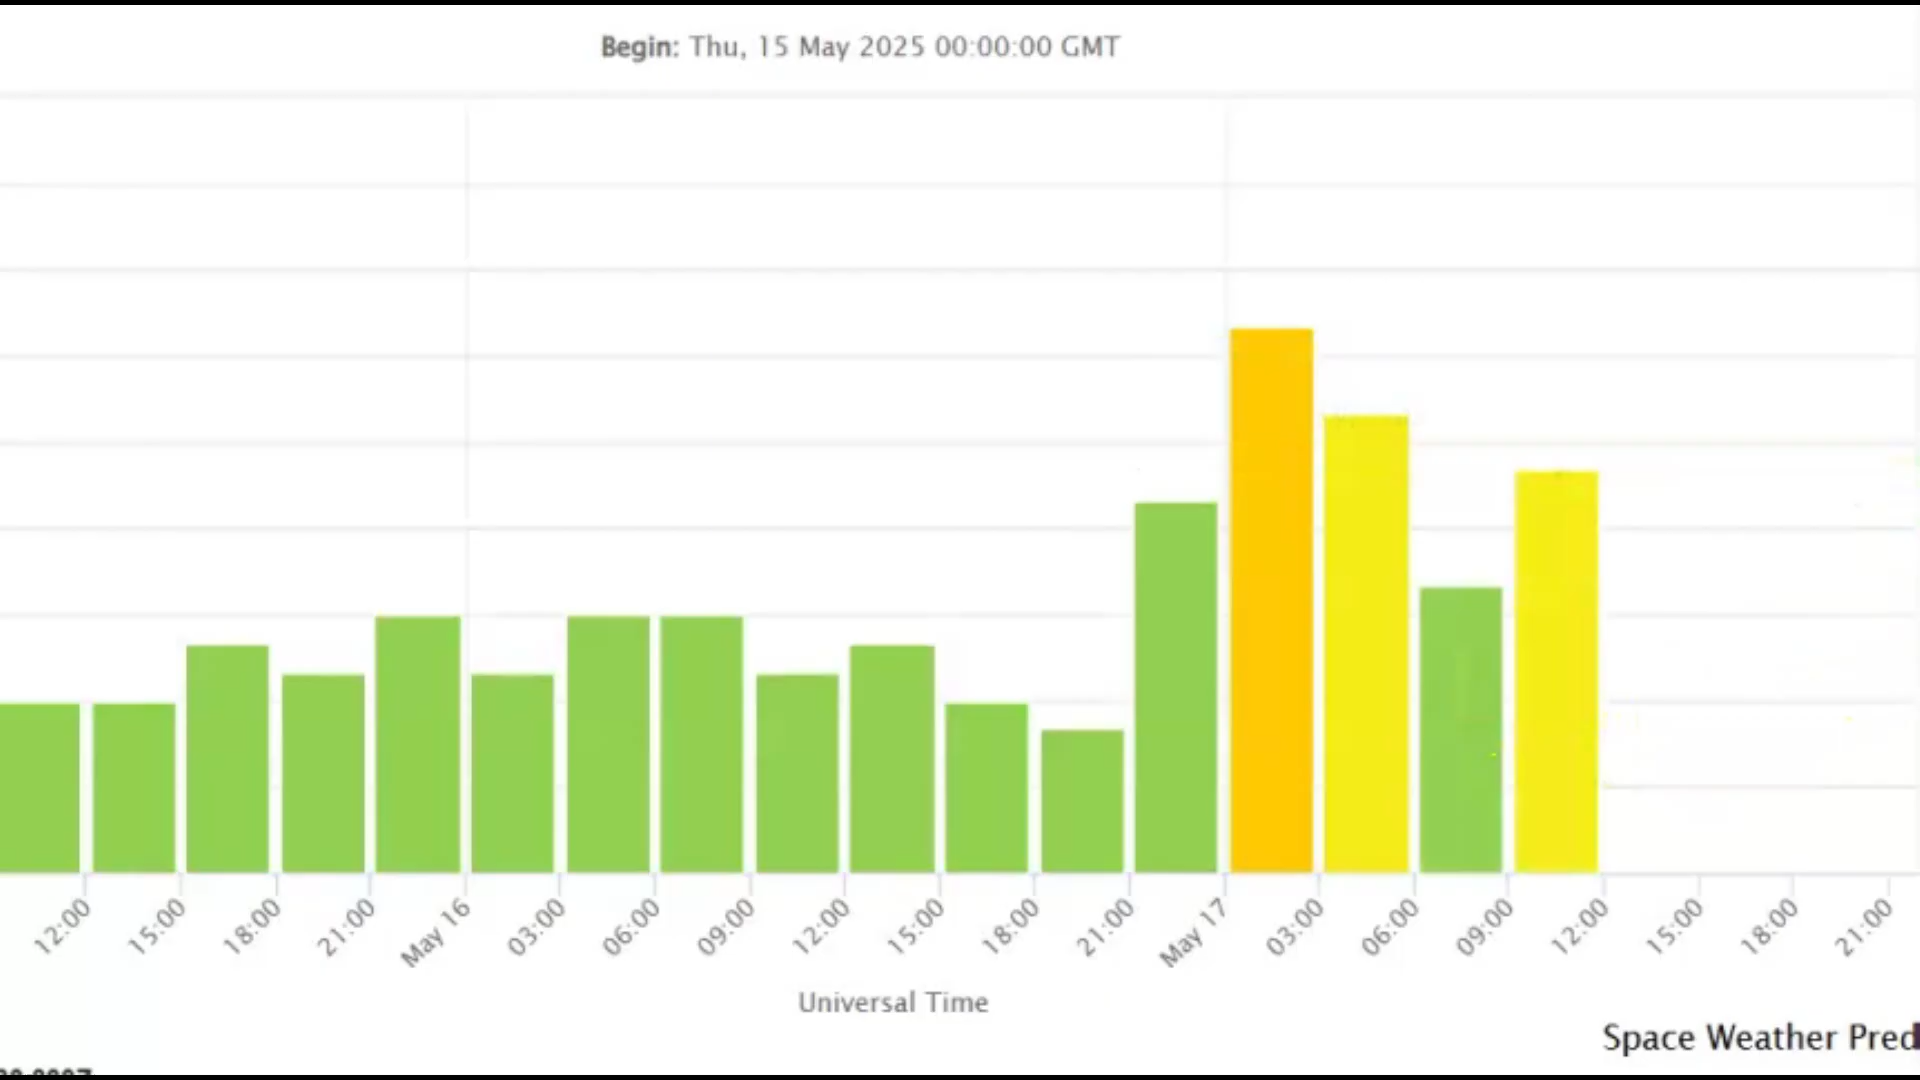 Begin: Thu, 15 May 2025 00:00:00 GMT
12:00 15:00 18:00 21:00 May 16 03:00 06:00 09:00 12:00 15:00 18:00 21:00 May 17 03:00 06:00 09:00 12:00 15:00 18:00 21:00
Universal Time
Space Weather Pred